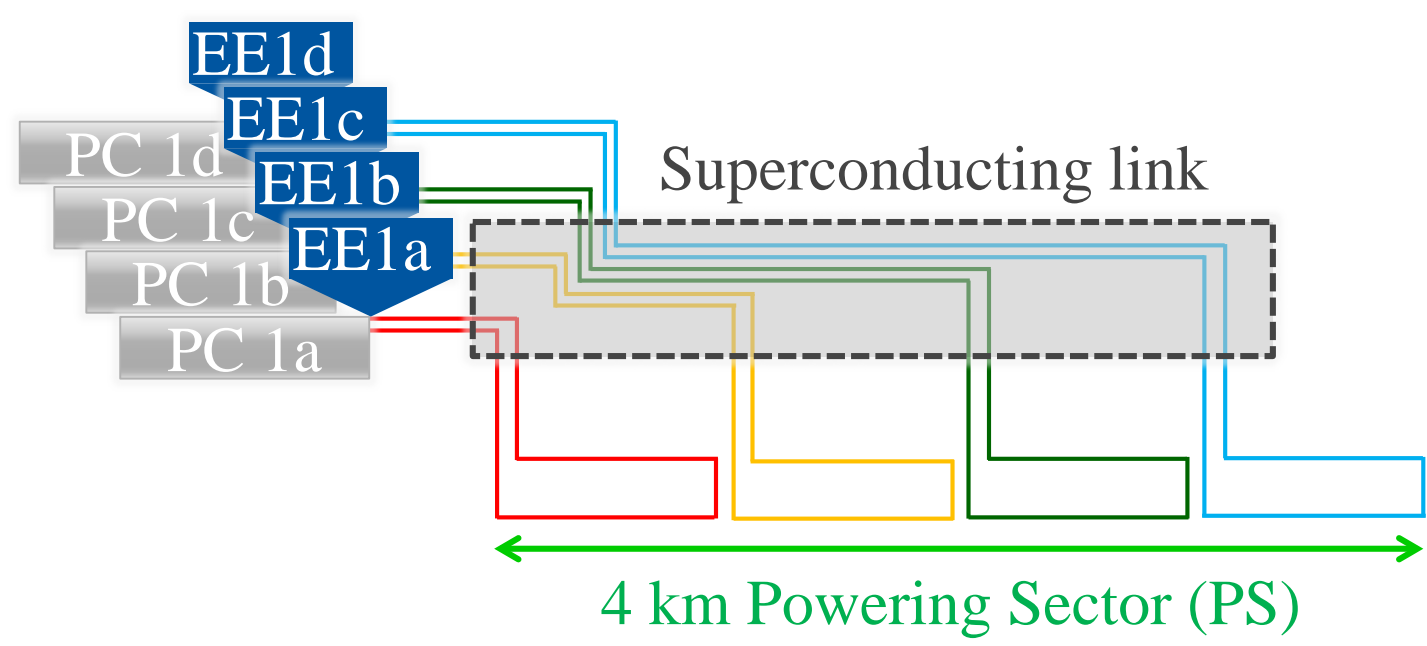 EE1d
EE1c
PC 1d
EE1b
Superconducting link
PC 1c
EE1a
PC 1b
PC 1a
4 km Powering Sector (PS)